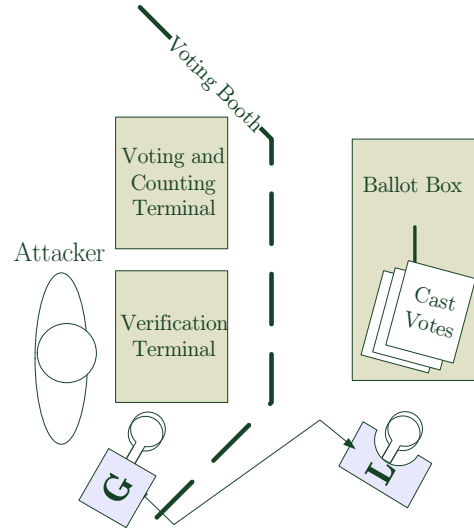 Voting Booth
Voting and
Counting
Terminal
Ballot Box
Attacker
Verification
Terminal
Cast
Votes
G
L